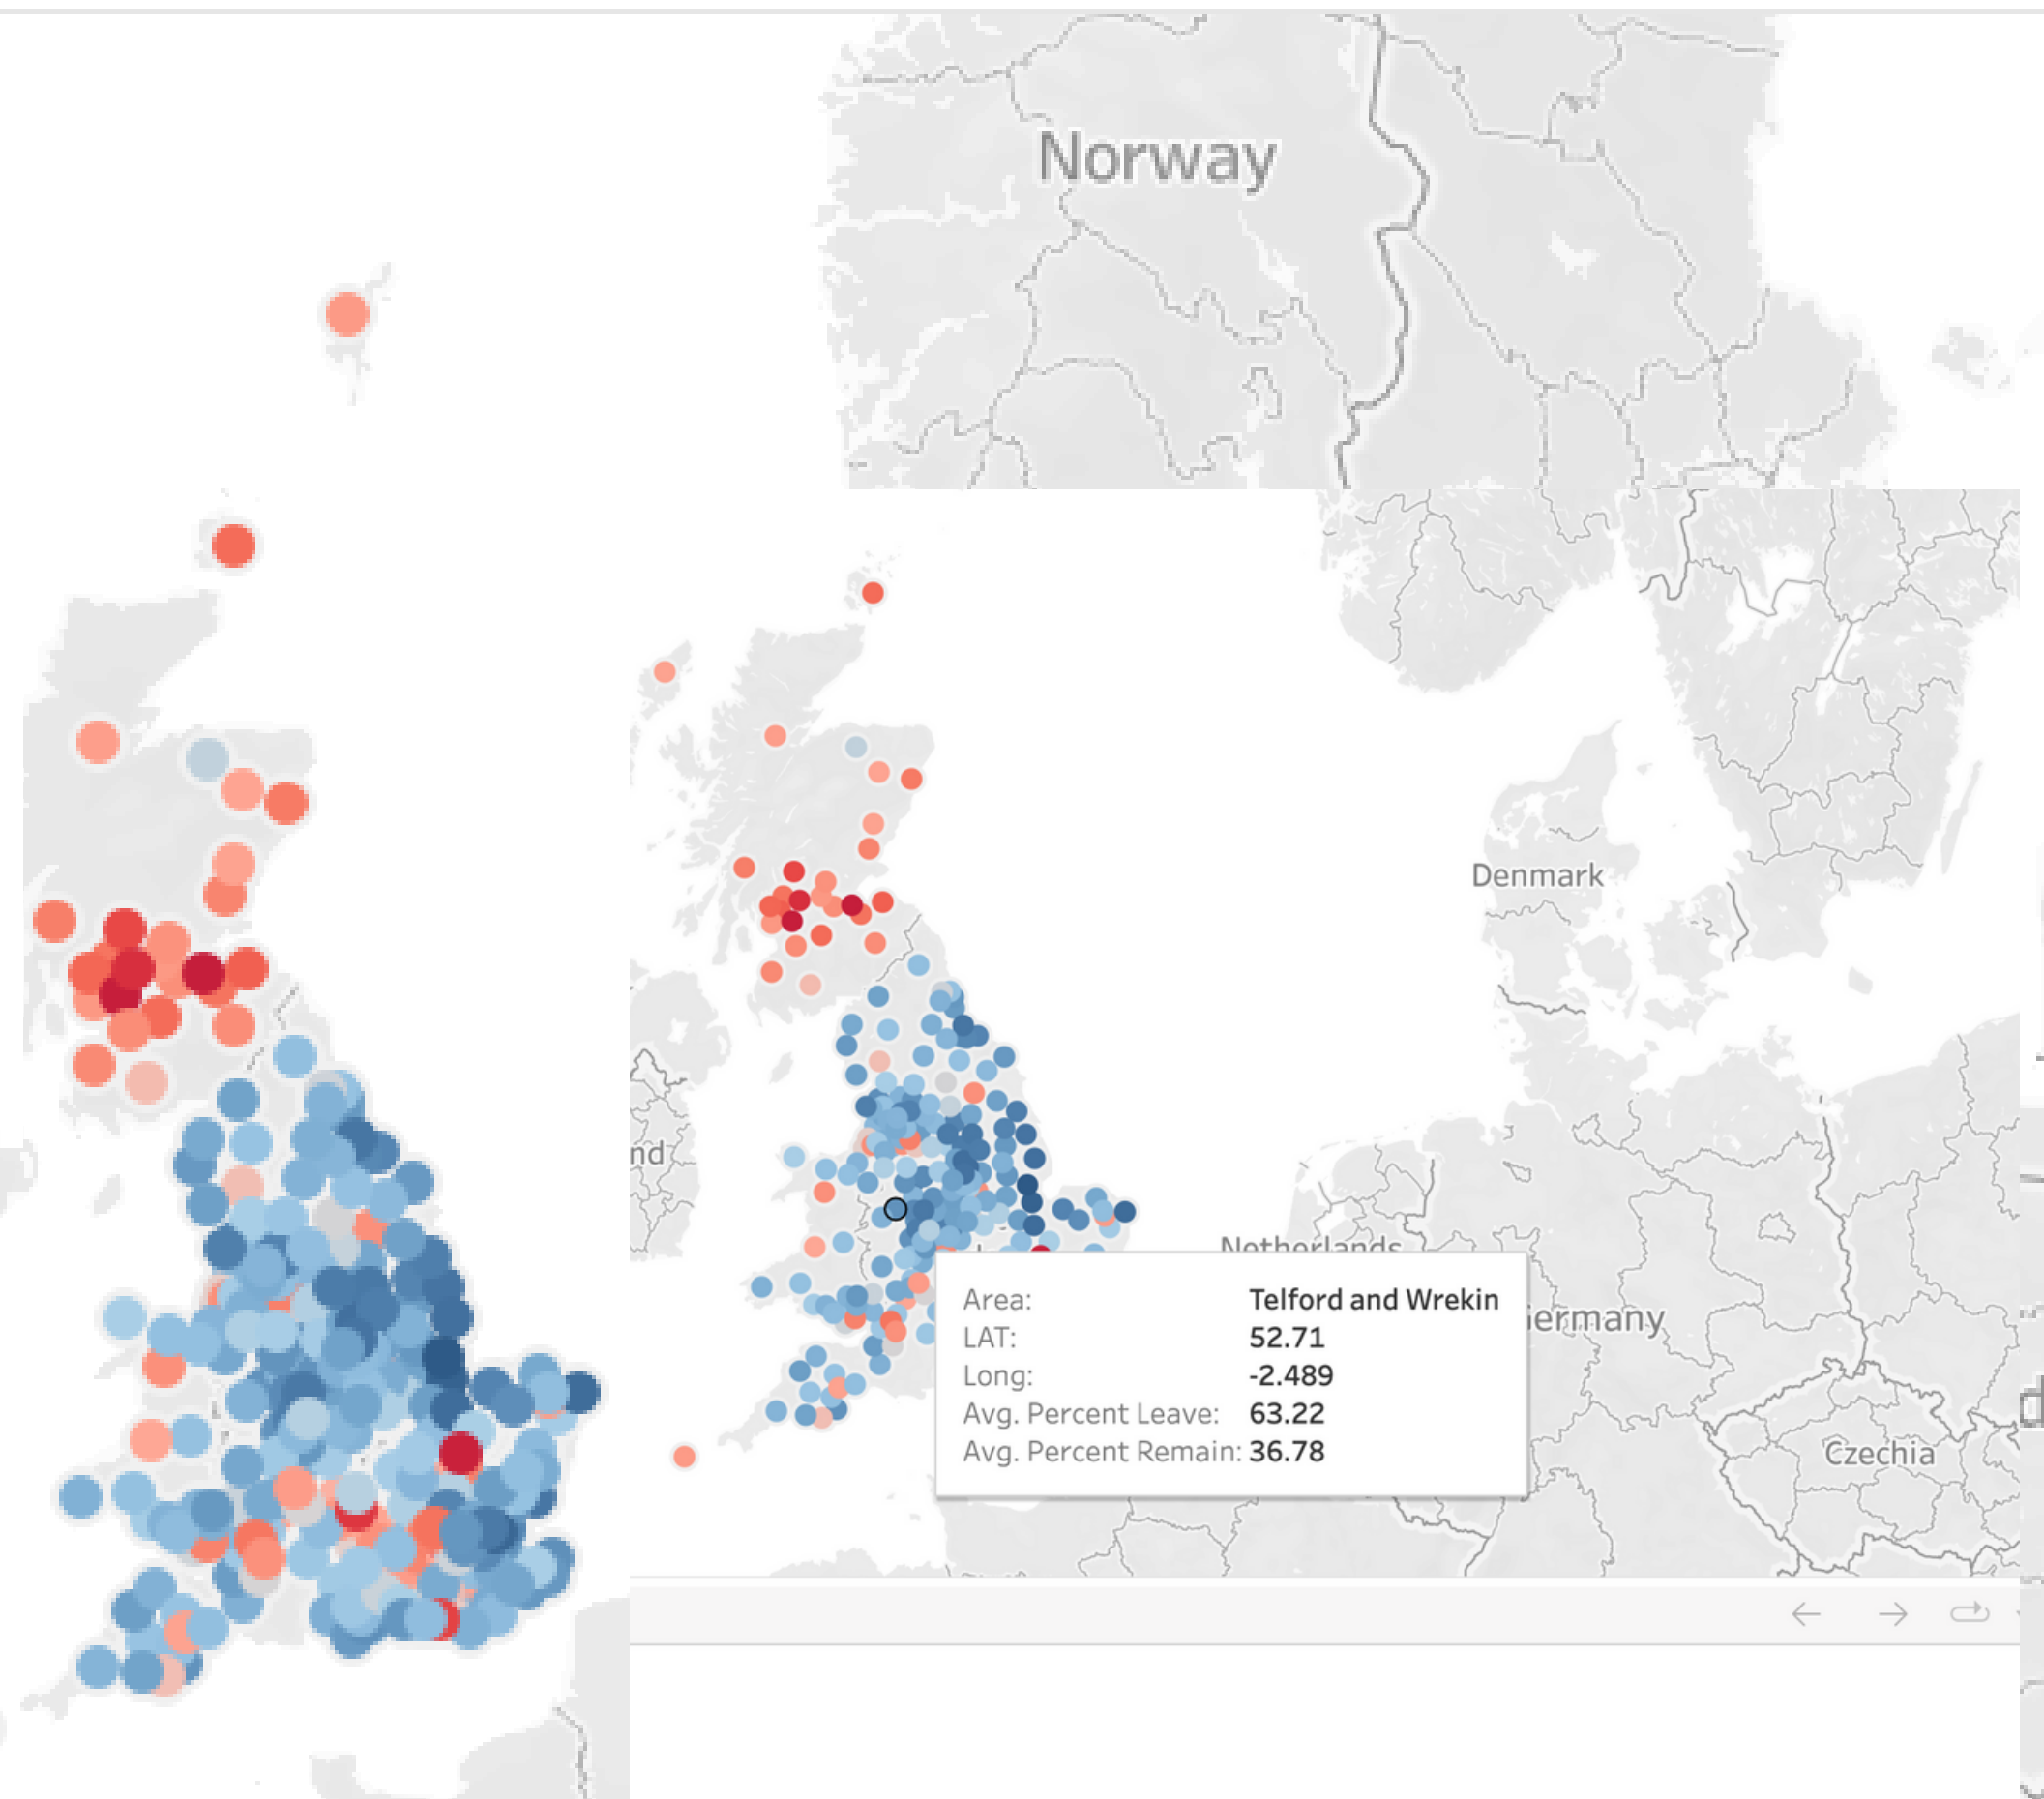 Norway
Denmark
nd
Netherlands
Area: Telford and Wrekin
LAT: 52.71
Long: -2.489
Avg. Percent Leave: 63.22
Avg. Percent Remain: 36.78
ermany
Czechia